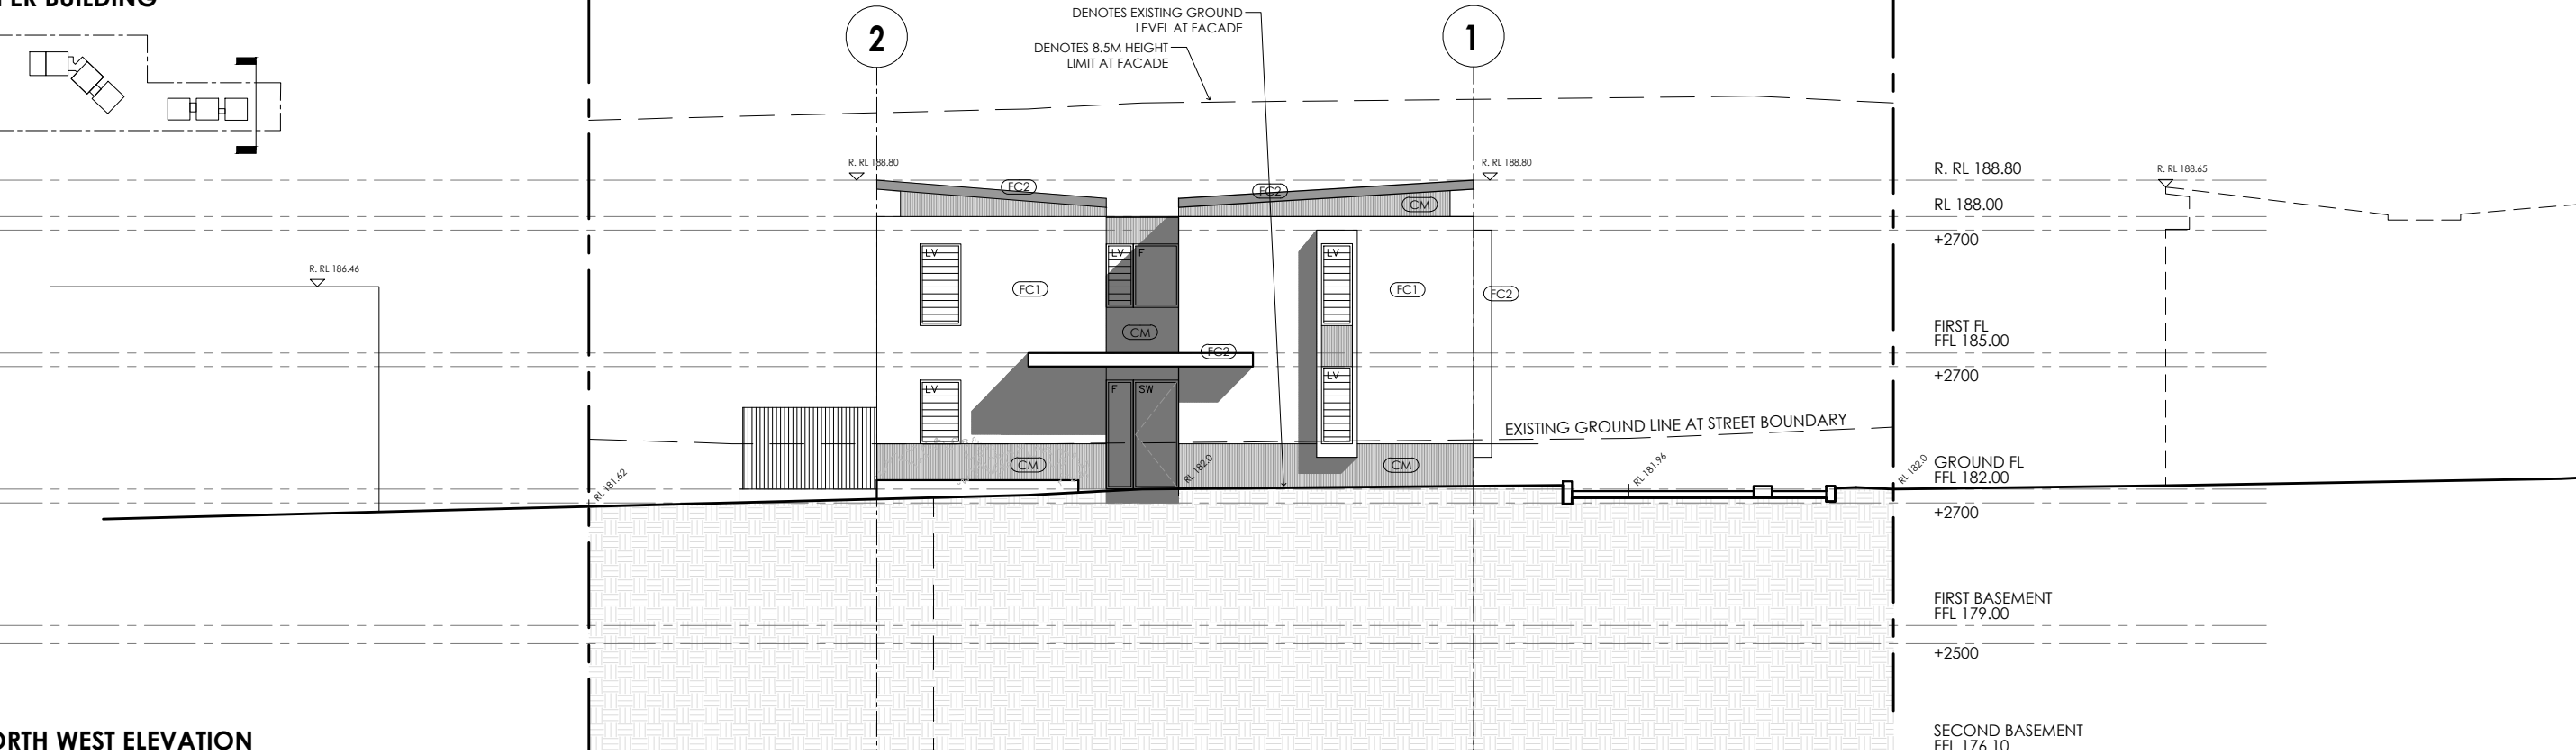 PER BUILDING
2
1
DENOTES EXISTING GROUND
LEVEL AT FACADE
DENOTES 8.5M HEIGHT
LIMIT AT FACADE
R. RL 188.80
R. RL 188.80
R. RL 188.80
R. RL 188.65
FC2
FC2
CM
RL 188.00
+2700
LV
LV
F
LV
R. RL 186.46
FC1
FC1
FC2
CM
FIRST FL
FFL 185.00
FC2
+2700
LV
F
SW
LV
EXISTING GROUND LINE AT STREET BOUNDARY
CM
CM
RL 181.62
RL 182.0
RL 181.96
RL 182.0
GROUND FL
FFL 182.00
+2700
FIRST BASEMENT
FFL 179.00
+2500
SECOND BASEMENT
FFL 176.10
ORTH WEST ELEVATION